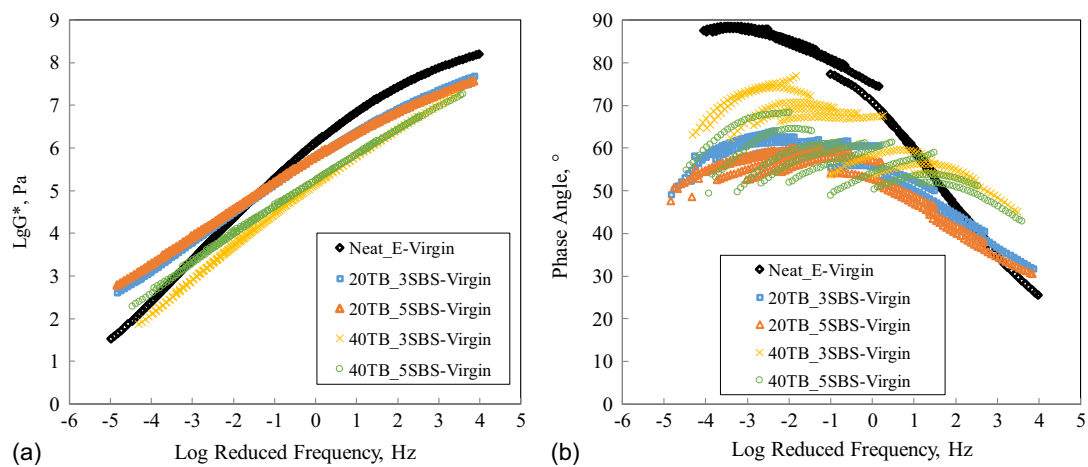 9
8
7
6
5
4
3
2
1
0
LgG*, Pa
-6 -5 -4 -3 -2 -1 0 1 2 3 4 5
Log Reduced Frequency, Hz
Neat_E-Virgin
20TB_3SBS-Virgin
20TB_5SBS-Virgin
40TB_3SBS-Virgin
40TB_5SBS-Virgin
(a)
90
80
70
60
50
40
30
20
10
0
Phase Angle, °
-6 -5 -4 -3 -2 -1 0 1 2 3 4 5
Log Reduced Frequency, Hz
Neat_E-Virgin
20TB_3SBS-Virgin
20TB_5SBS-Virgin
40TB_3SBS-Virgin
40TB_5SBS-Virgin
(b)